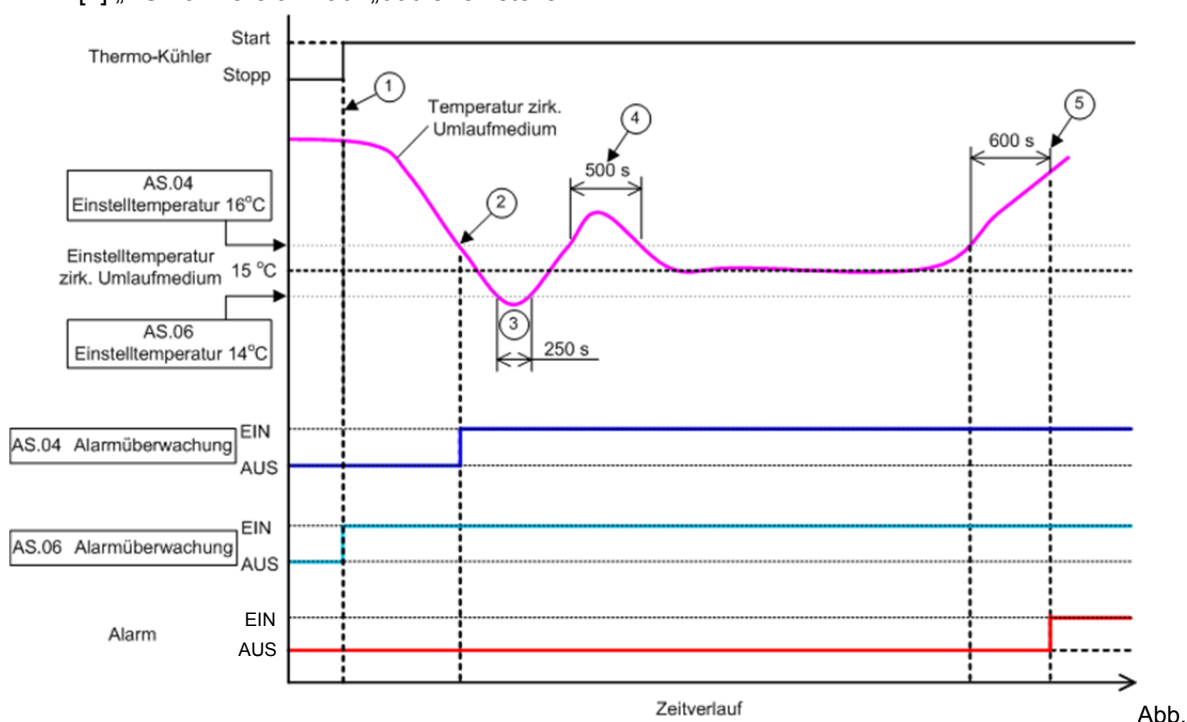 Start
Thermo-Kühler
Stopp
1
Temperatur zirk.
Umlaufmedium
4
5
500 s
600 s
AS.04
Einstelltemperatur 16°C
2
Einstelltemperatur
zirk. Umlaufmedium 15 °C
AS.06
Einstelltemperatur 14°C
3
250 s
EIN
AS.04 Alarmüberwachung
AUS
EIN
AS.06 Alarmüberwachung
AUS
EIN
Alarm
AUS
Zeitverlauf
Abb.